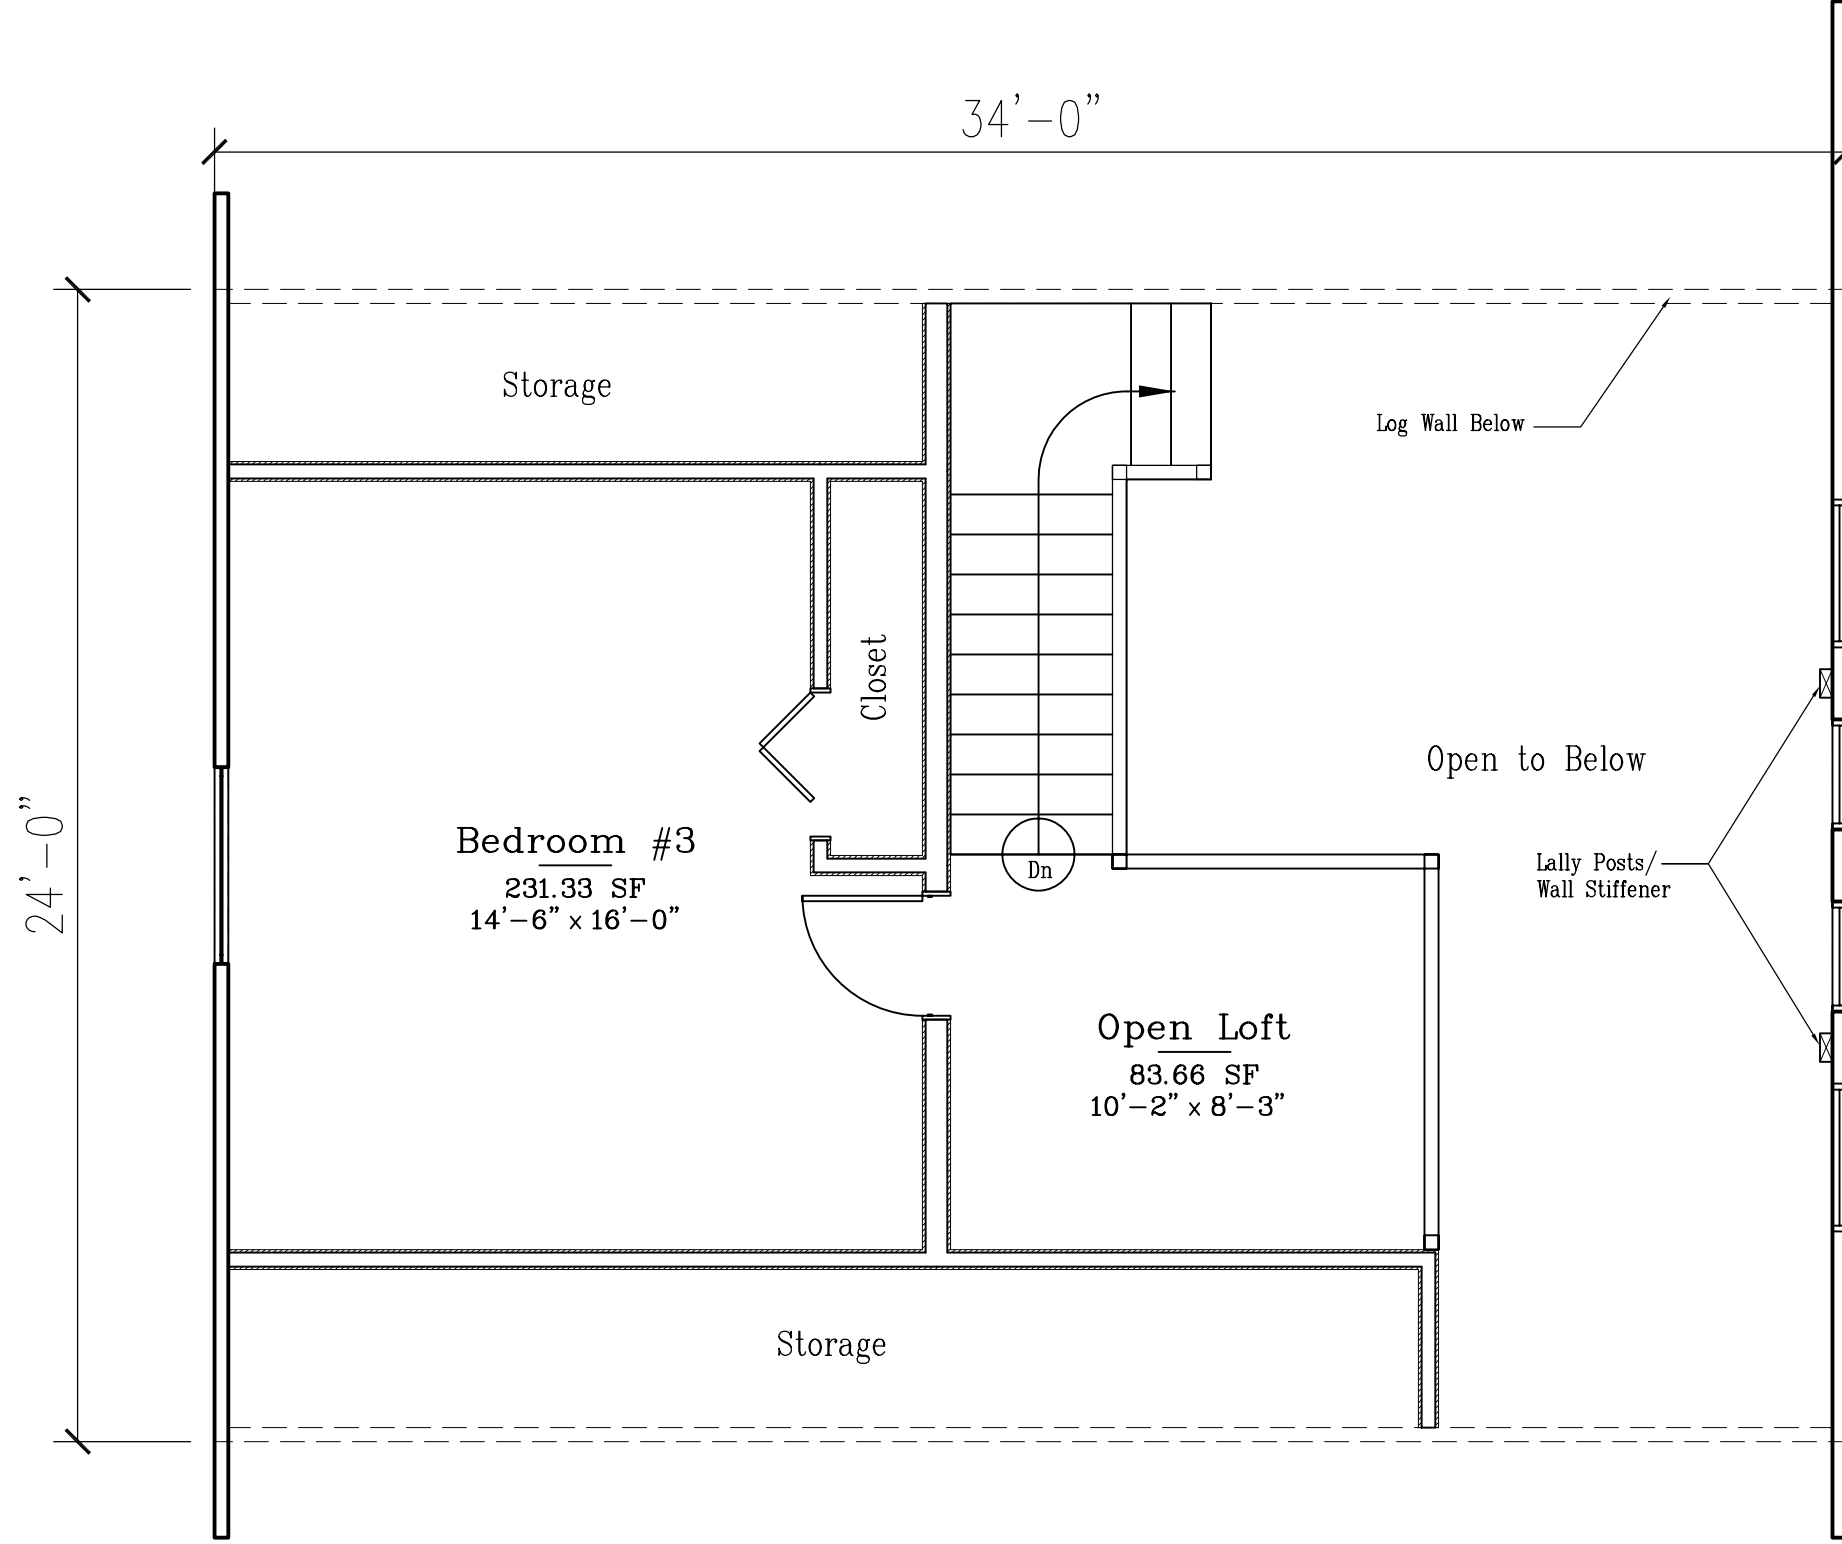 34'-0"
Storage
Log Wall Below
Closet
Open to Below
24'-0"
Bedroom #3
231.33 SF
14'-6" x 16'-0"
Dn
Lally Posts/
Wall Stiffener
Open Loft
83.66 SF
10'-2" x 8'-3"
Storage